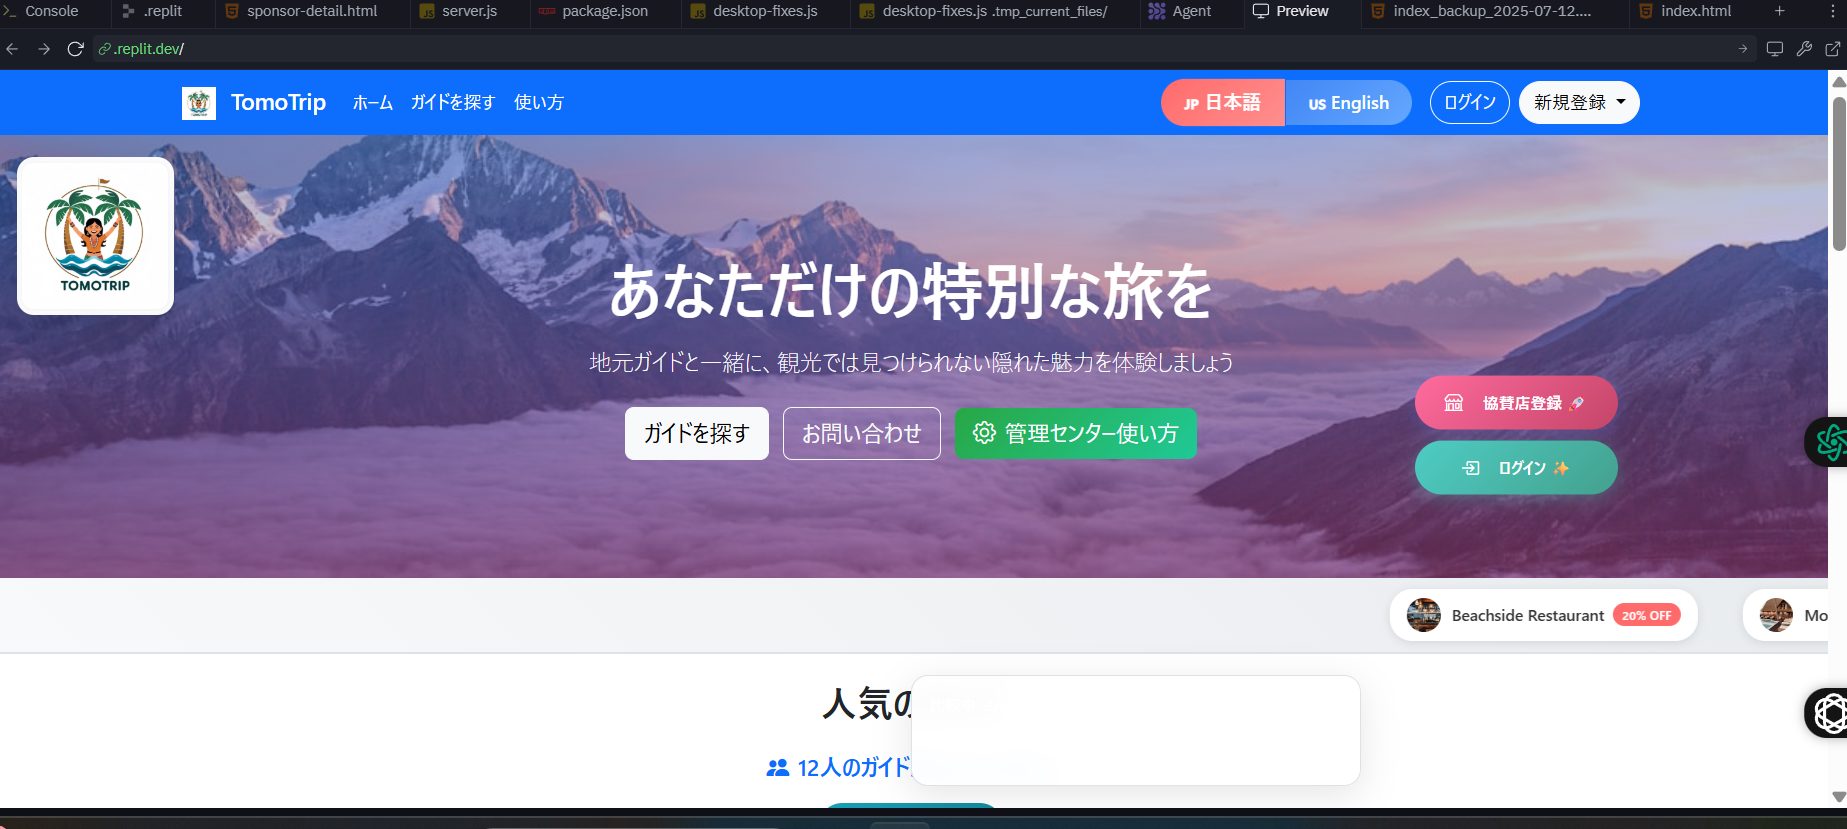 Console
.replit
sponsor-detail.html
server.js
package.json
desktop-fixes.js
desktop-fixes.js .tmp_current_files/
Agent
Preview
index_backup_2025-07-12....
index.html
.replit.dev/
TomoTrip
ホーム
ガイドを探す
使い方
JP 日本語
US English
ログイン
新規登録
TOMOTRIP
あなただけの特別な旅を
地元ガイドと一緒に、観光では見つけられない隠れた魅力を体験しましょう
ガイドを探す
お問い合わせ
管理センター使い方
協賛店登録 🚀
ログイン ✨
Beachside Restaurant 20% OFF
Mo
人気の
12人のガイド